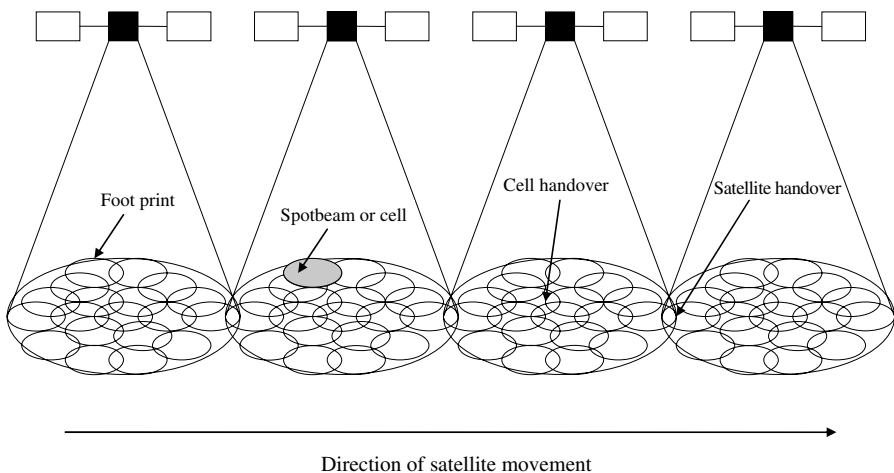 Foot print
Spotbeam or cell
Cell handover
Satellite handover
Direction of satellite movement